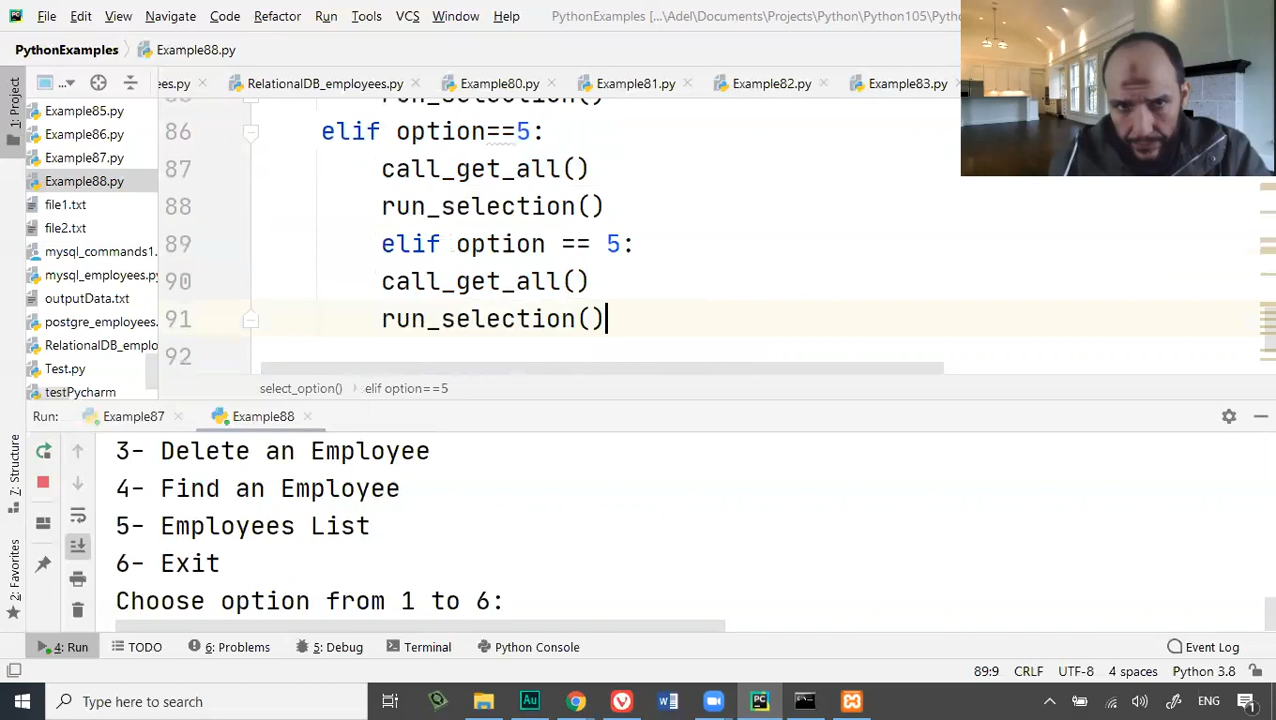 File Edit View Navigate Code Refactor Run Tools VCS Window Help PythonExamples [...\Adel\Documents\Projects\Python\Python105\Pytho
PythonExamples Example88.py
RelationalDB_employees.py Example80.py Example81.py Example82.py Example83.py
1: Project
Example85.py
Example86.py
Example87.py
Example88.py
file1.txt
file2.txt
mysql_commands1.
mysql_employees.py
outputData.txt
postgre_employees.
RelationalDB_emplo
Test.py
testPycharm
run_selection()
86 elif option==5:
87 call_get_all()
88 run_selection()
89 elif option == 5:
90 call_get_all()
91 run_selection()
92
select_option() elif option==5
Run: Example87 Example88
3- Delete an Employee
4- Find an Employee
5- Employees List
6- Exit
Choose option from 1 to 6:
7: Structure
2: Favorites
4: Run TODO 6: Problems 5: Debug Terminal Python Console Event Log
89:9 CRLF UTF-8 4 spaces Python 3.8
Type here to search ENG